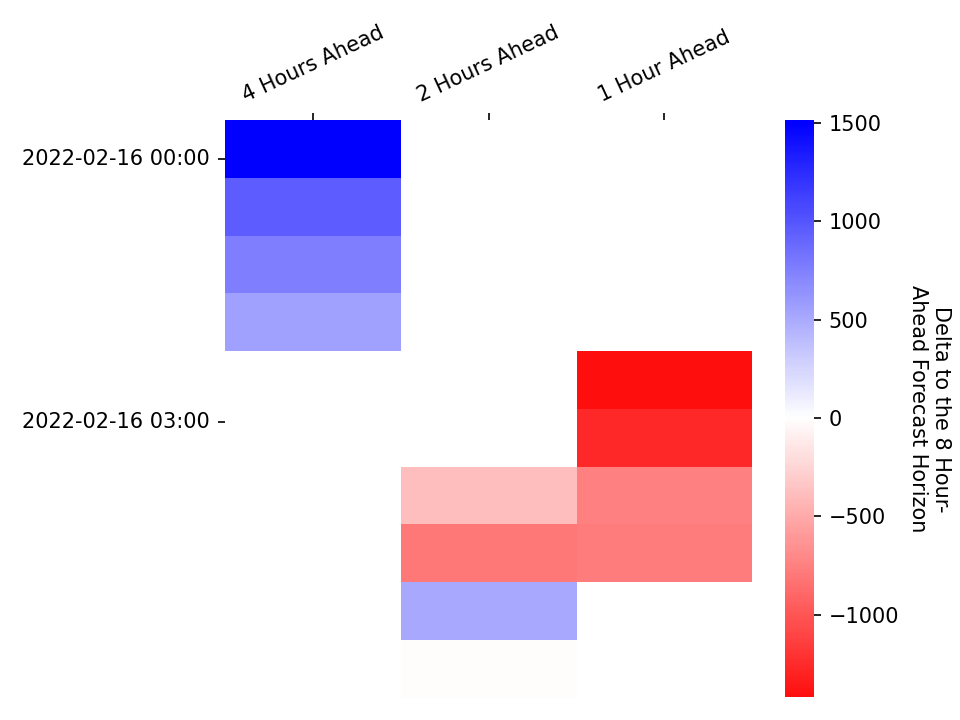 4 Hours Ahead
2 Hours Ahead
1 Hour Ahead
2022-02-16 00:00
2022-02-16 03:00
1500
1000
500
0
−500
−1000
Delta to the 8 Hour-
Ahead Forecast Horizon